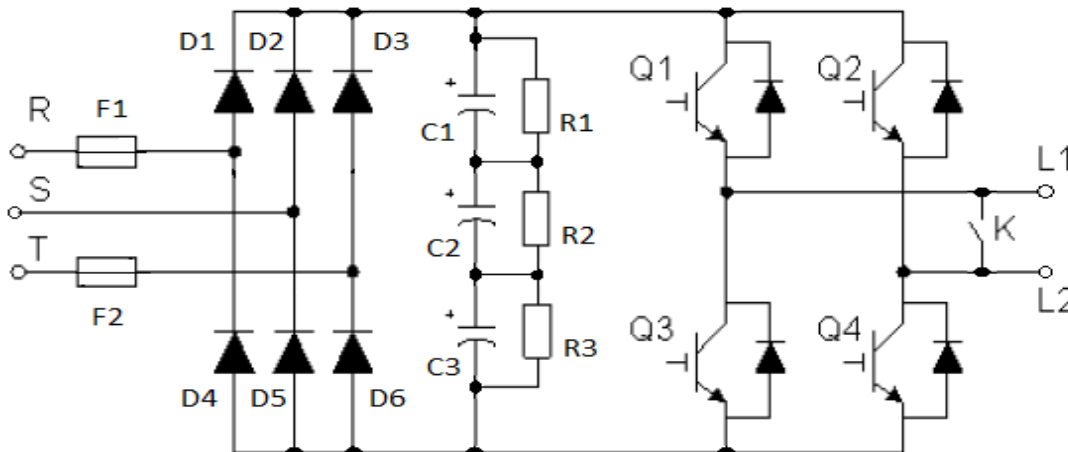 D1 D2 D3
Q1 Q2
R F1
C1 R1
L1
S
K
C2 R2
T
L2
F2
Q3 Q4
C3 R3
D4 D5 D6
+
+
+